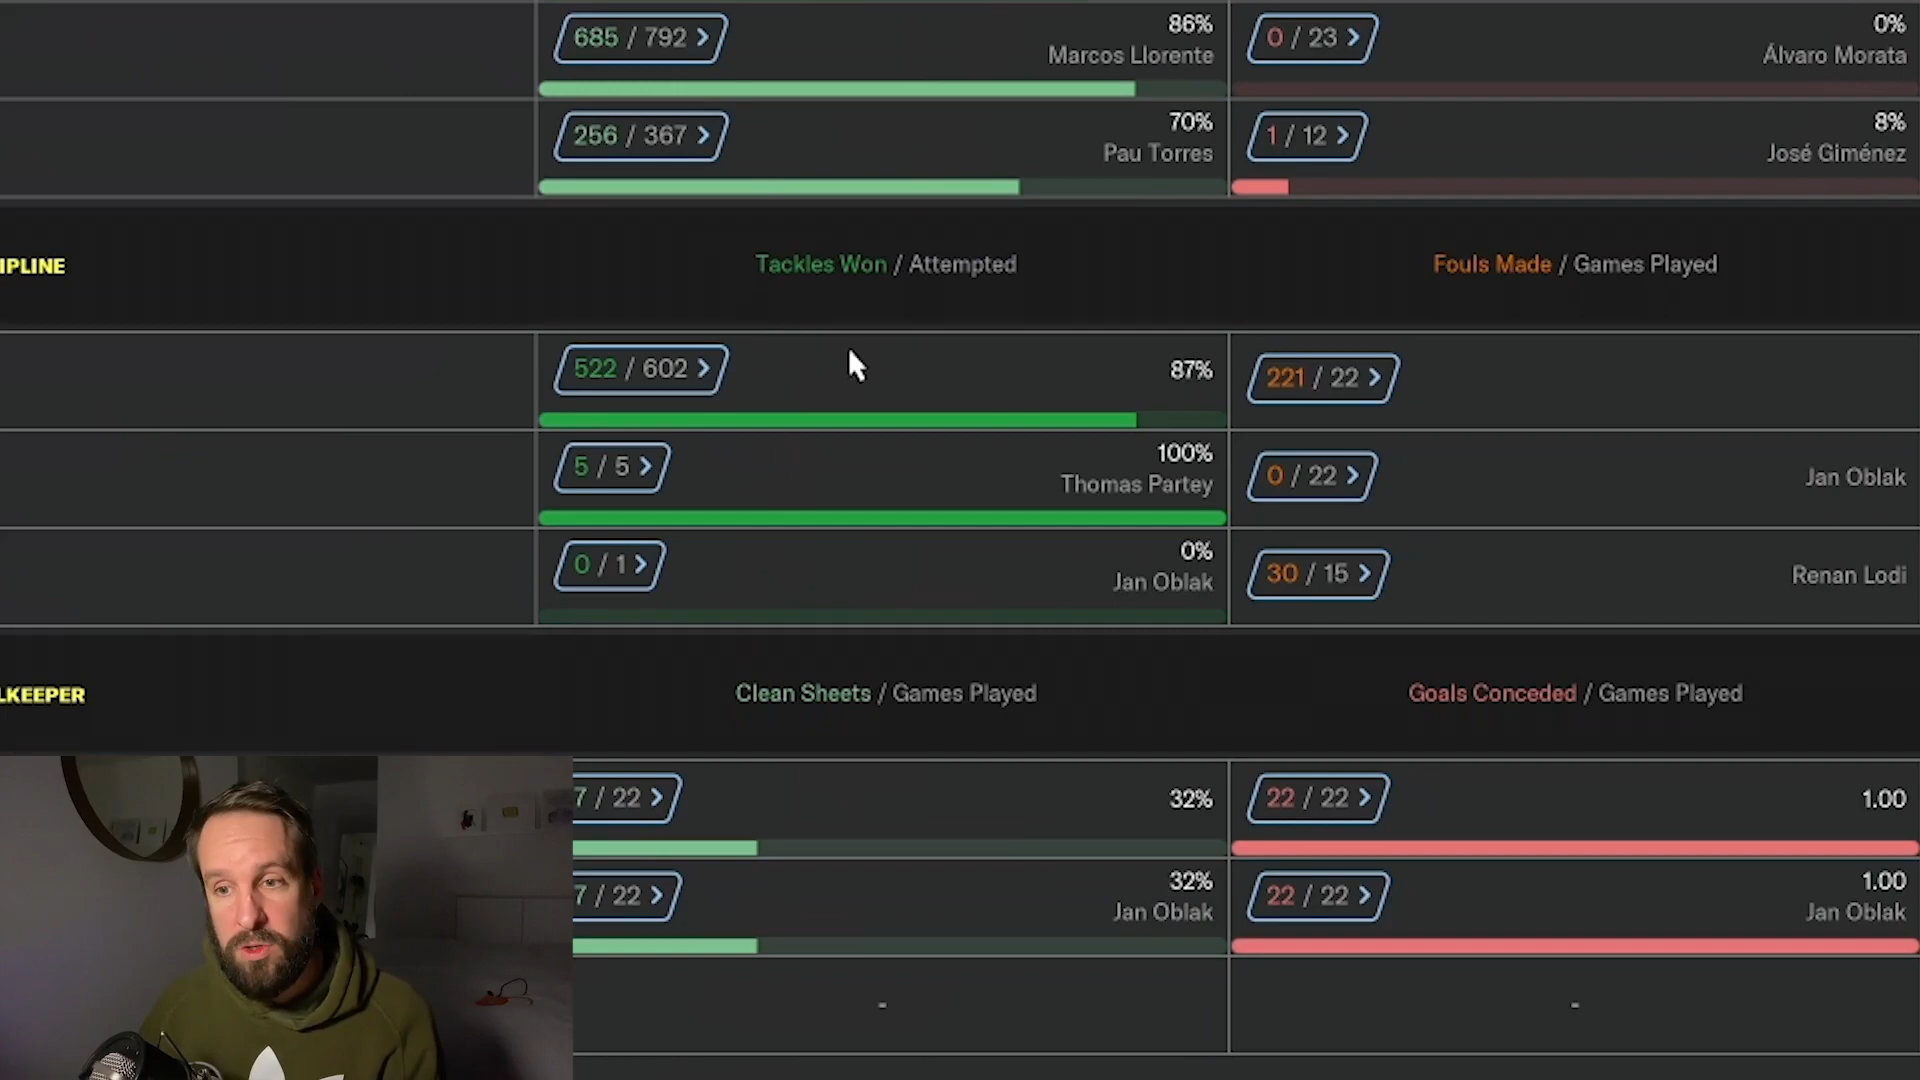 685 / 792 > 86% 0 / 23 > 0%
Marcos Llorente Álvaro Morata
256 / 367 > 70% 1 / 12 > 8%
Pau Torres José Giménez
IPLINE Tackles Won / Attempted Fouls Made / Games Played
522 / 602 > 87% 221 / 22 >
5 / 5 > 100% 0 / 22 >
Thomas Partey Jan Oblak
0 / 1 > 0% 30 / 15 >
Jan Oblak Renan Lodi
LKEEPER Clean Sheets / Games Played Goals Conceded / Games Played
7 / 22 > 32% 22 / 22 > 1.00
7 / 22 > 32% 22 / 22 > 1.00
Jan Oblak Jan Oblak
- -